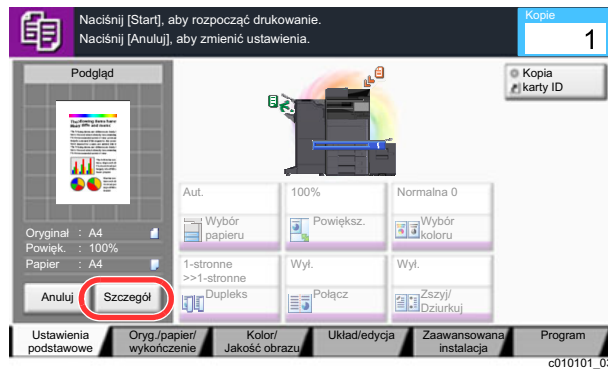 Naciśnij [Start], aby rozpocząć drukowanie.
Naciśnij [Anuluj], aby zmienić ustawienia.
Kopie
1
Podgląd
Kopia
karty ID
Oryginał : A4
Powięk. : 100%
Papier : A4
Anuluj
Szczegół
Aut.
Wybór
papieru
100%
Powiększ.
Normalna 0
Wybór
koloru
1-stronne
>>1-stronne
Dupleks
Wył.
Połącz
Wył.
Zszyj/
Dziurkuj
Ustawienia
podstawowe
Oryg./papier/
wykończenie
Kolor/
Jakość obrazu
Układ/edycja
Zaawansowana
instalacja
Program